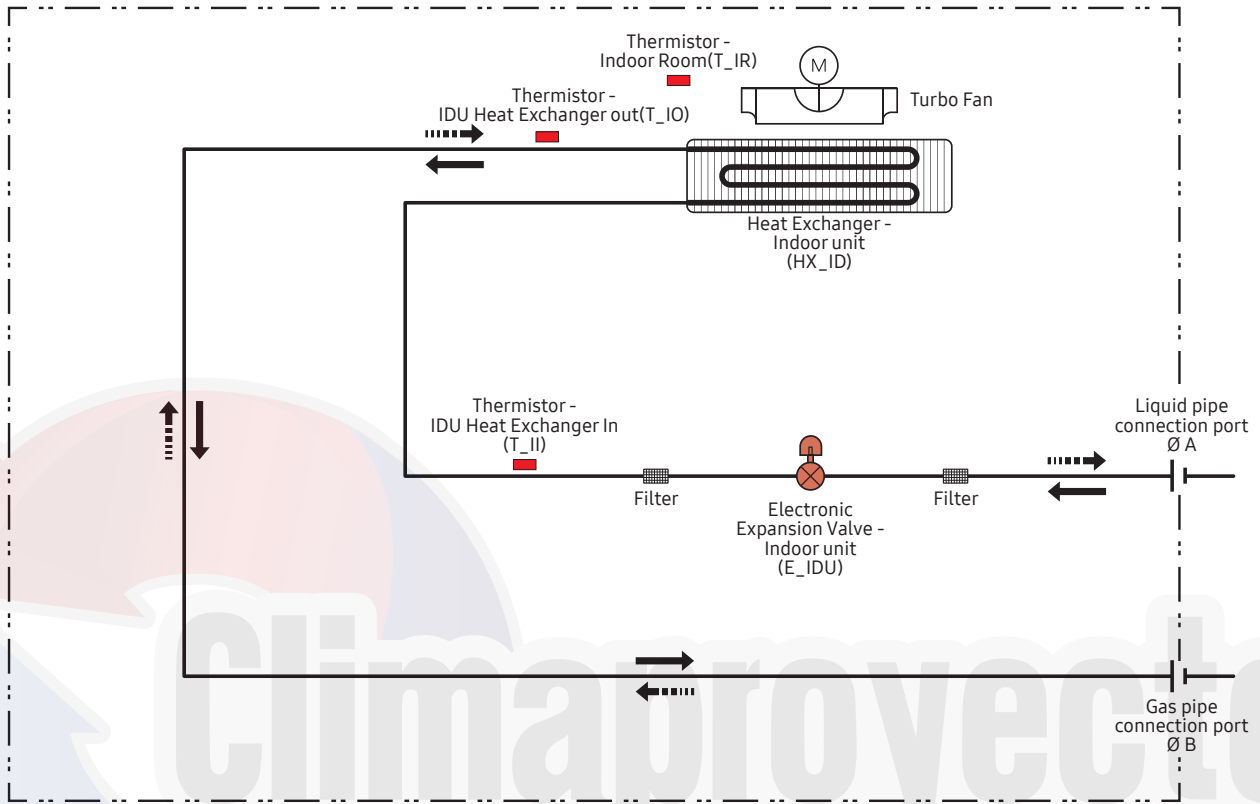 Thermistor -
Indoor Room(T_IR)
M
Turbo Fan
Thermistor -
IDU Heat Exchanger out(T_IO)
Heat Exchanger -
Indoor unit
(HX_ID)
Thermistor -
IDU Heat Exchanger In
(T_II)
Filter
Electronic
Expansion Valve -
Indoor unit
(E_IDU)
Filter
Liquid pipe
connection port
Ø A
Gas pipe
connection port
Ø B
Climaproyecto